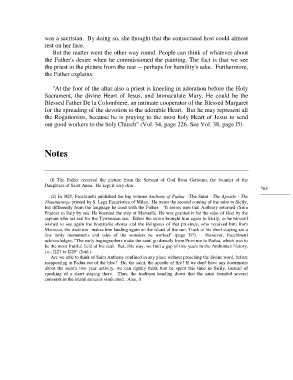 was a sacristan. By doing so, she thought that the consecrated host could almost
rest on her face.
But the matter went the other way round. People can think of whatever about
the Father's desire when he commissioned the painting. The fact is that we see
the priest in the picture from the rear – perhaps for humility's sake. Furthermore,
the Father explains:
"At the foot of the altar also a priest is kneeling in adoration before the Holy
Sacrament, the divine Heart of Jesus, and Immaculate Mary. He could be the
Blessed Father De la Colombiere, an intimate cooperator of the Blessed Margaret
for the spreading of the devotion to the adorable Heart. But he may represent all
the Rogationists, because he is praying to the most holy Heart of Jesus to send
out good workers to the holy Church" (Vol. 34, page 226. See Vol. 38, page 15).
Notes
(1) The Father received the picture from the Servant of God Rosa Gattorno, the founder of the
Daughters of Saint Anna. He kept it very dear.
763
(2) In 1925, Facchinetti published the big volume Anthony of Padua – The Saint - The Apostle - The
Thaumaturge printed by S. Lega Eucaristica of Milan. He treats the second coming of the saint to Sicily,
but differently from the language he cited with the Father. "It seems sure that Anthony returned from
France to Italy by sea. He boarded the ship at Marseille. He was granted it for the sake of God by the
captain who set sail for the Tyrrhenian sea. Either the storm brought him again to Sicily, or he himself
wished to see again the hospitable shores and the Religious of that province, who received him from
Morocco, the tradition makes him landing again on the island of the sun. Track of his short staying are a
few rarely monuments and tales of the wonders he worked" (page 307). However, Facchinetti
acknowledges, "The early hagiographers make the saint go directly from Provence to Padua, which was to
be the most fruitful field of his zeal. But, this way, we find a gap of two years in the Anthonian history,
i.e., 1227 to 1229" (Ibid.).
Are we able to think of Saint Anthony confined in any place without preaching the divine word, before
reappearing at Padua out of the blue? He, the saint, the apostle of fire? If we don't have any documents
about the saint's two year activity, we can rightly think that he spent this time in Sicily, instead of
speaking of a short staying there. Thus, the tradition bending down that the saint founded several
convents in the island remains vindicated. Also, it